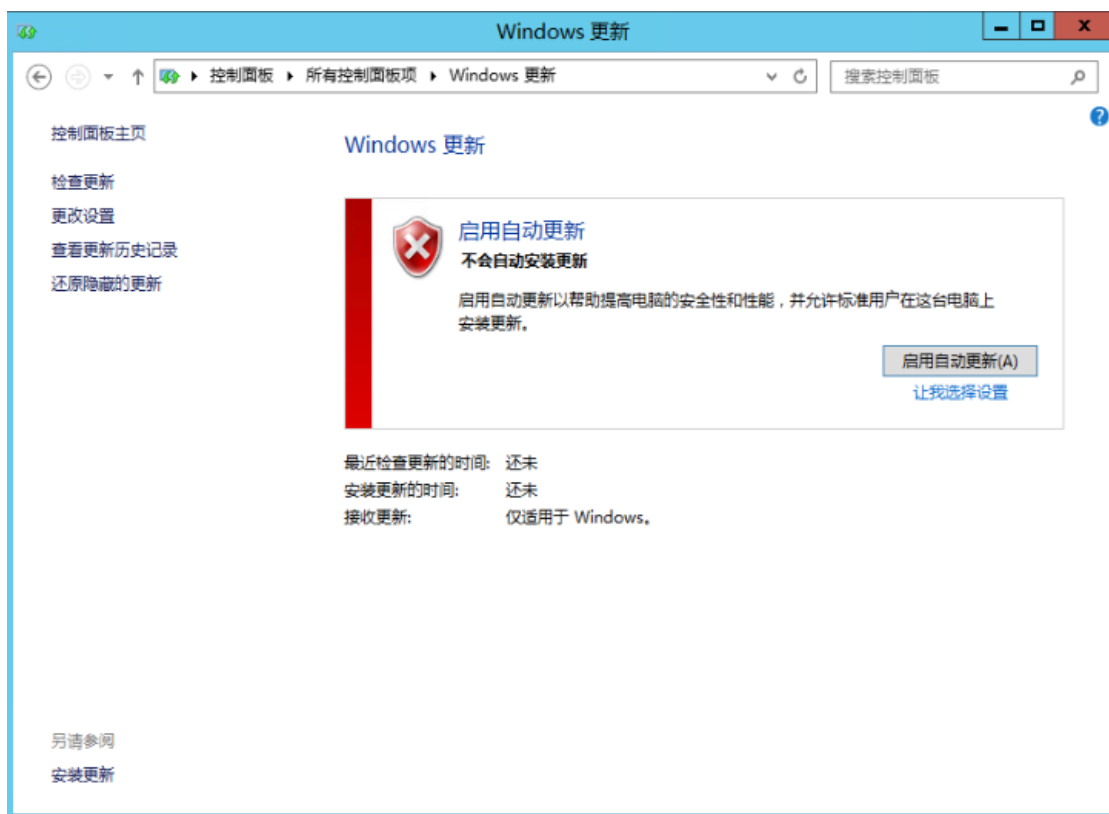 Windows 更新
控制面板 所有控制面板项 Windows 更新
搜索控制面板
控制面板主页
检查更新
更改设置
查看更新历史记录
还原隐藏的更新
Windows 更新
启用自动更新
不会自动安装更新
启用自动更新以帮助提高电脑的安全性和性能，并允许标准用户在这台电脑上
安装更新。
启用自动更新(A)
让我选择设置
最近检查更新的时间: 还未
安装更新的时间: 还未
接收更新: 仅适用于 Windows。
另请参阅
安装更新